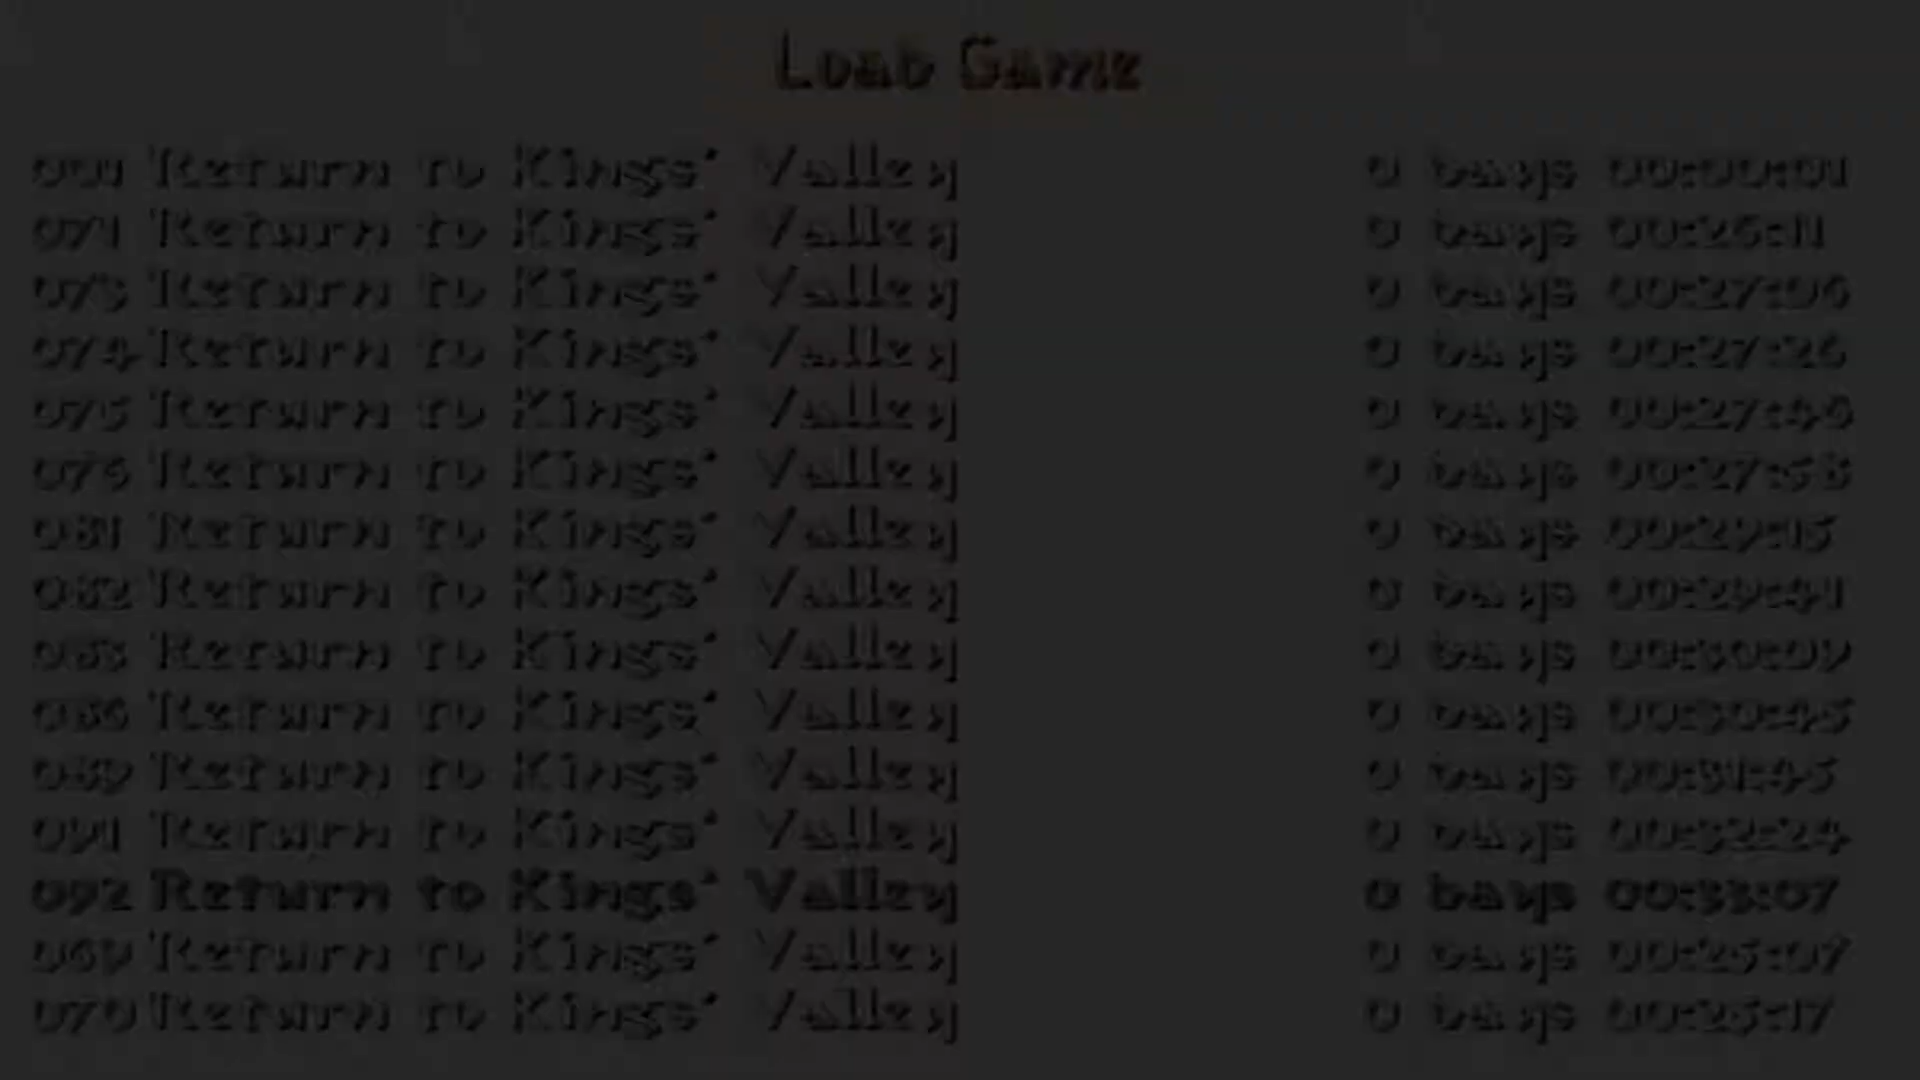 Load Game
001 Return to Kings' Valley 0 days 00:00:01
071 Return to Kings' Valley 0 days 00:26:11
073 Return to Kings' Valley 0 days 00:27:06
074 Return to Kings' Valley 0 days 00:27:26
075 Return to Kings' Valley 0 days 00:27:46
076 Return to Kings' Valley 0 days 00:27:58
081 Return to Kings' Valley 0 days 00:29:15
082 Return to Kings' Valley 0 days 00:29:41
083 Return to Kings' Valley 0 days 00:30:09
086 Return to Kings' Valley 0 days 00:30:45
089 Return to Kings' Valley 0 days 00:31:45
091 Return to Kings' Valley 0 days 00:32:24
092 Return to Kings' Valley 0 days 00:33:07
069 Return to Kings' Valley 0 days 00:25:07
070 Return to Kings' Valley 0 days 00:25:17